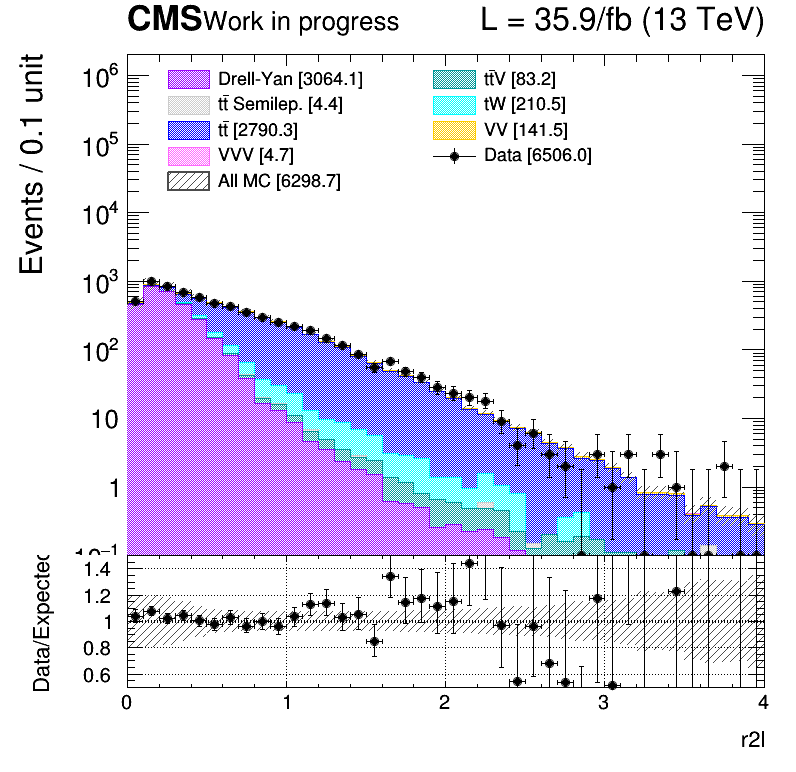 CMS Work in progress L = 35.9/fb (13 TeV)
Events / 0.1 unit
Drell-Yan [3064.1]
tt̄ Semilep. [4.4]
tt̄ [2790.3]
VVV [4.7]
All MC [6298.7]
tt̄V [83.2]
tW [210.5]
VV [141.5]
Data [6506.0]
10⁶
10⁵
10⁴
10³
10²
10
1
10⁻¹
Data/Expected
1.4
1.2
1
0.8
0.6
0 1 2 3 4
r2l